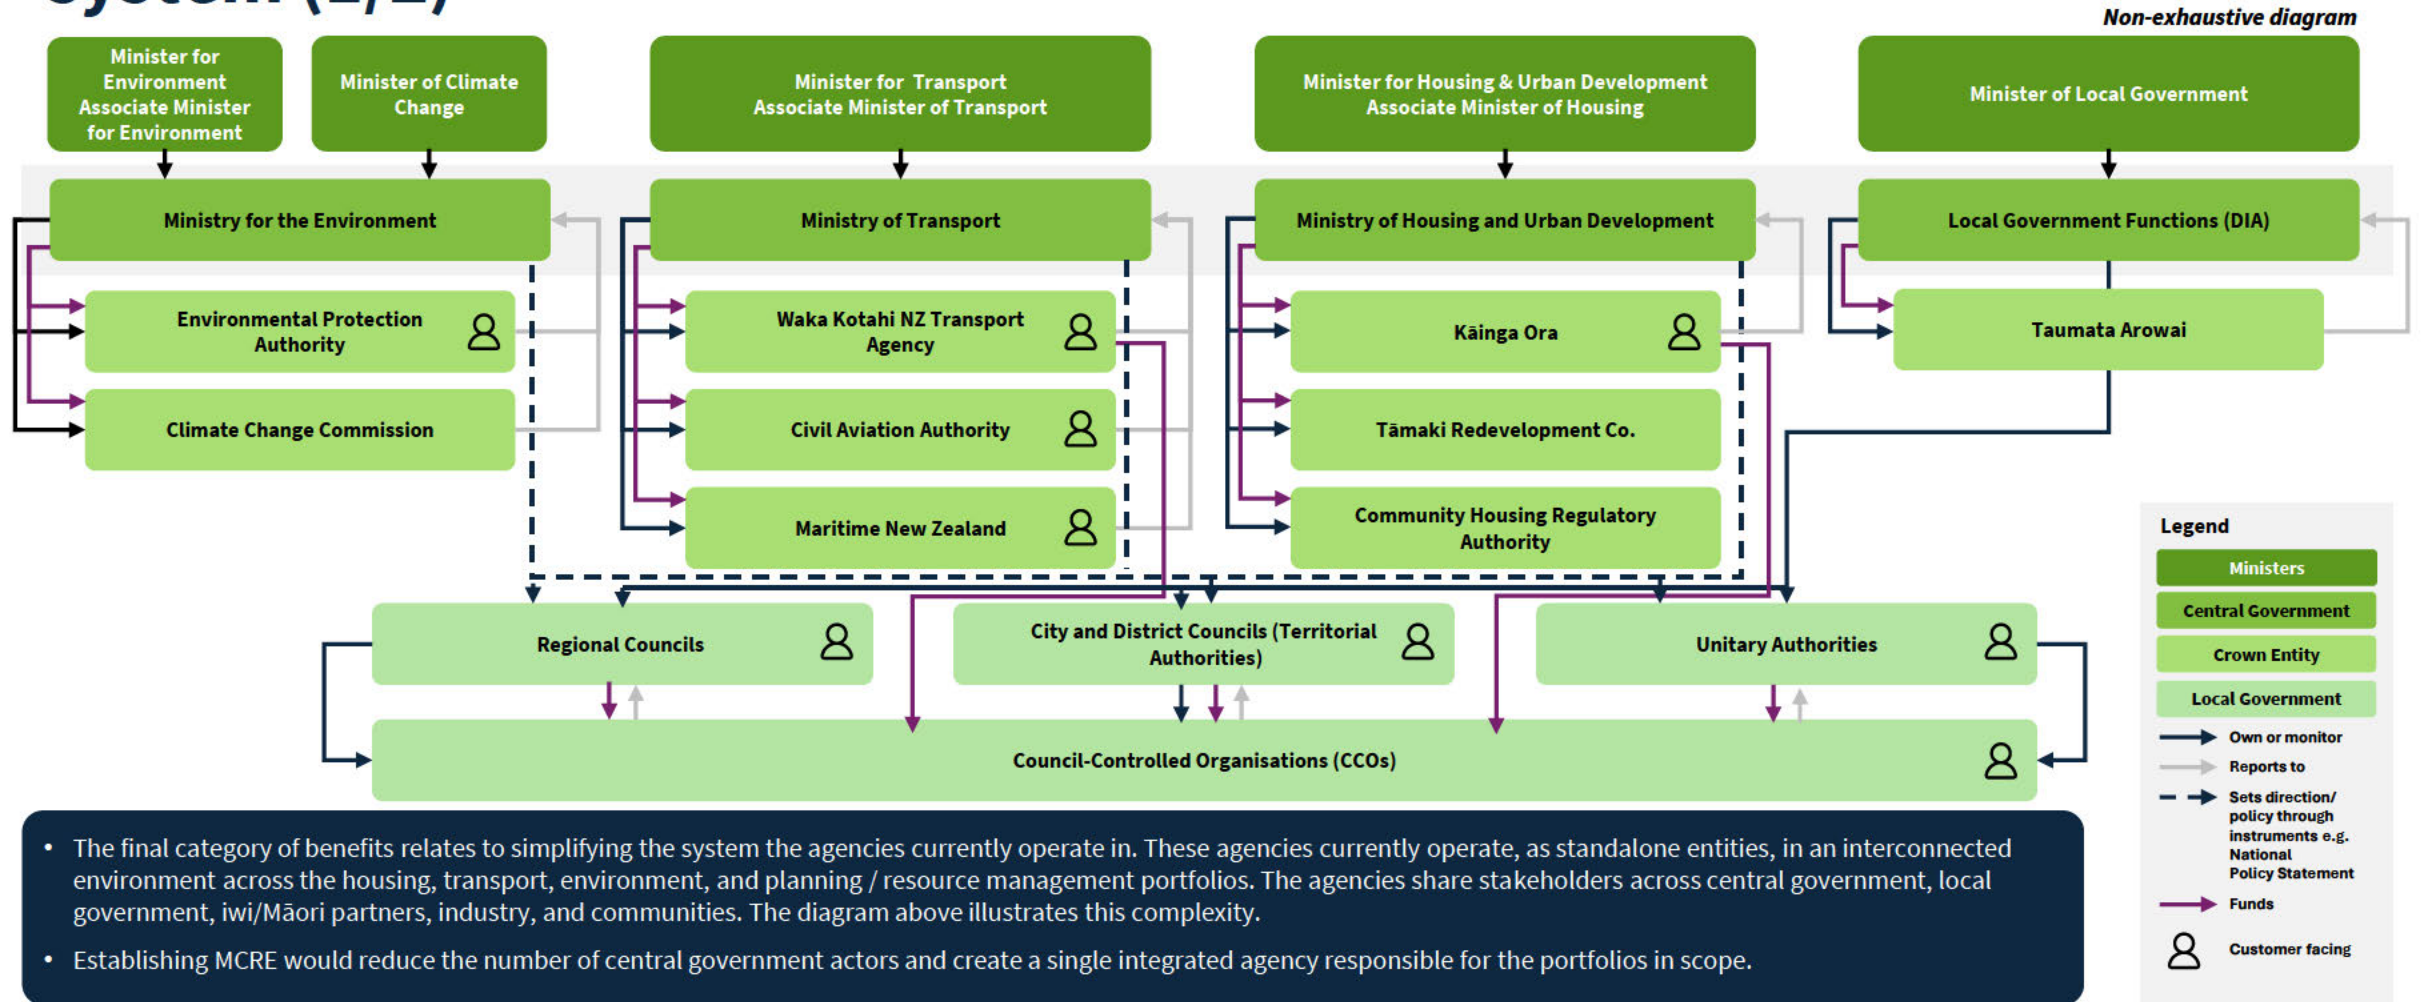 System (2/2)
Non-exhaustive diagram
Minister for
Environment
Associate Minister
for Environment
Minister of Climate
Change
Minister for Transport
Associate Minister of Transport
Minister for Housing & Urban Development
Associate Minister of Housing
Minister of Local Government
Ministry for the Environment
Ministry of Transport
Ministry of Housing and Urban Development
Local Government Functions (DIA)
Environmental Protection
Authority
Waka Kotahi NZ Transport
Agency
Kāinga Ora
Taumata Arowai
Climate Change Commission
Civil Aviation Authority
Tāmaki Redevelopment Co.
Maritime New Zealand
Community Housing Regulatory
Authority
Regional Councils
City and District Councils (Territorial
Authorities)
Unitary Authorities
Council-Controlled Organisations (CCOs)
Legend
Ministers
Central Government
Crown Entity
Local Government
Own or monitor
Reports to
Sets direction/
policy through
instruments e.g.
National
Policy Statement
Funds
Customer facing
• The final category of benefits relates to simplifying the system the agencies currently operate in. These agencies currently operate, as standalone entities, in an interconnected
environment across the housing, transport, environment, and planning / resource management portfolios. The agencies share stakeholders across central government, local
government, iwi/Māori partners, industry, and communities. The diagram above illustrates this complexity.
• Establishing MCRE would reduce the number of central government actors and create a single integrated agency responsible for the portfolios in scope.